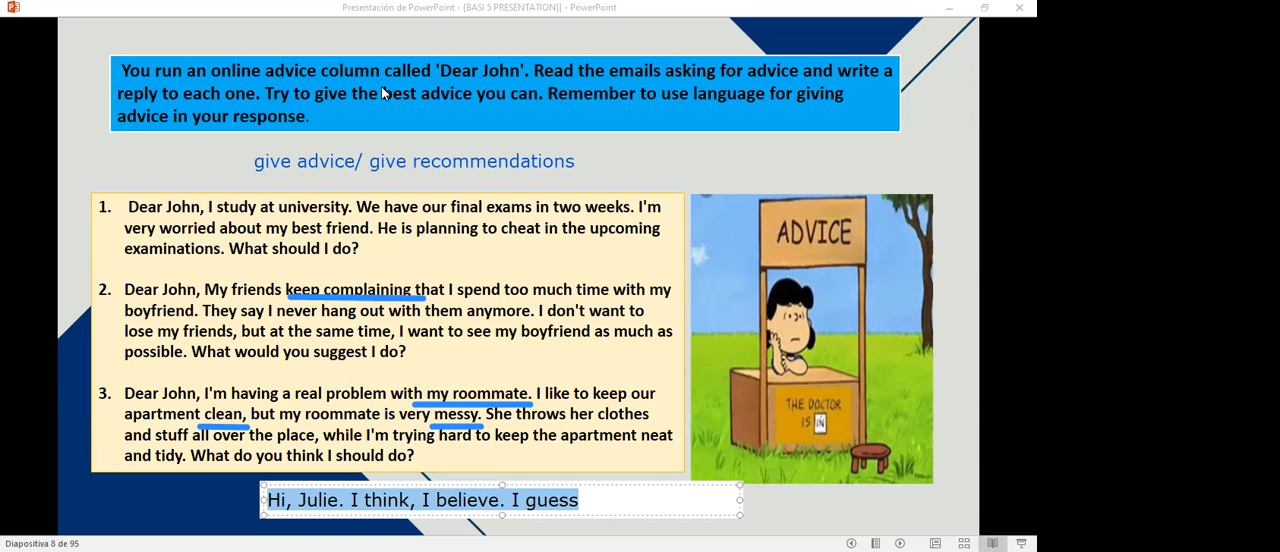 Presentación de PowerPoint - [BASI 5 PRESENTATION)] - PowerPoint
You run an online advice column called 'Dear John'. Read the emails asking for advice and write a
reply to each one. Try to give the best advice you can. Remember to use language for giving
advice in your response.
give advice/ give recommendations
1. Dear John, I study at university. We have our final exams in two weeks. I'm
very worried about my best friend. He is planning to cheat in the upcoming
examinations. What should I do?
2. Dear John, My friends keep complaining that I spend too much time with my
boyfriend. They say I never hang out with them anymore. I don't want to
lose my friends, but at the same time, I want to see my boyfriend as much as
possible. What would you suggest I do?
3. Dear John, I'm having a real problem with my roommate. I like to keep our
apartment clean, but my roommate is very messy. She throws her clothes
and stuff all over the place, while I'm trying hard to keep the apartment neat
and tidy. What do you think I should do?
ADVICE
THE DOCTOR
IS IN
Hi, Julie. I think, I believe. I guess
Diapositiva 8 de 95